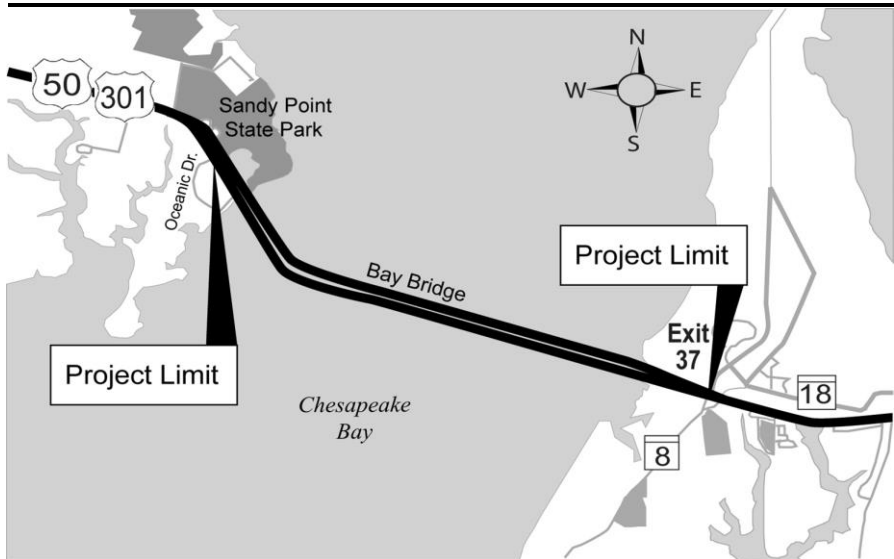 50
301
Sandy Point
State Park
N
W
E
S
Oceanic Dr.
Project Limit
Bay Bridge
Project Limit
Exit
37
Chesapeake
Bay
18
8